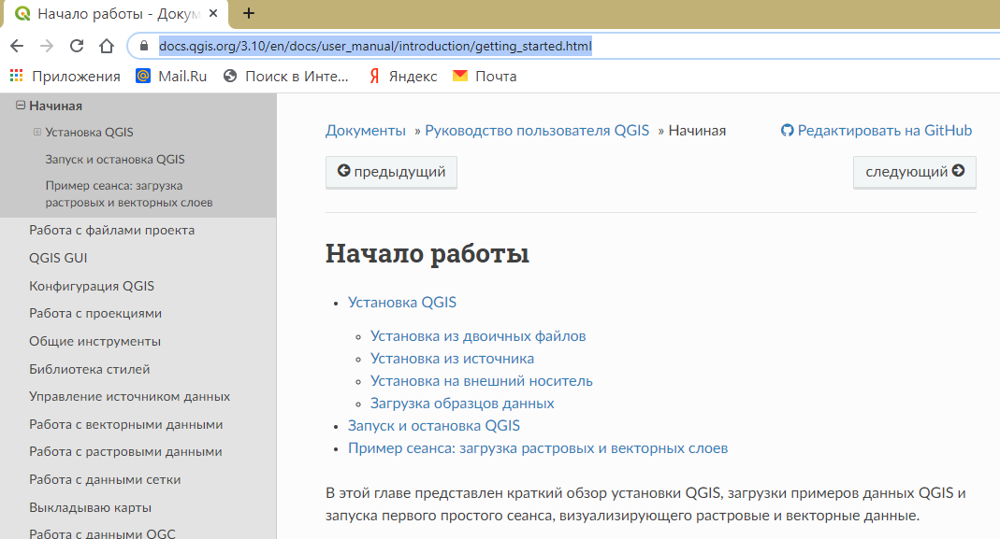 Начало работы - Докум
docs.qgis.org/3.10/en/docs/user_manual/introduction/getting_started.html
Приложения Mail.Ru Поиск в Инте... Яндекс Почта
Начиная
Установка QGIS
Запуск и остановка QGIS
Пример сеанса: загрузка
растровых и векторных слоев
Работа с файлами проекта
QGIS GUI
Конфигурация QGIS
Работа с проекциями
Общие инструменты
Библиотека стилей
Управление источником данных
Работа с векторными данными
Работа с растровыми данными
Работа с данными сетки
Выкладываю карты
Работа с данными OGC
Документы » Руководство пользователя QGIS » Начиная Редактировать на GitHub
предыдущий следующий
Начало работы
• Установка QGIS
◦ Установка из двоичных файлов
◦ Установка из источника
◦ Установка на внешний носитель
◦ Загрузка образцов данных
• Запуск и остановка QGIS
• Пример сеанса: загрузка растровых и векторных слоев
В этой главе представлен краткий обзор установки QGIS, загрузки примеров данных QGIS и
запуска первого простого сеанса, визуализирующего растровые и векторные данные.